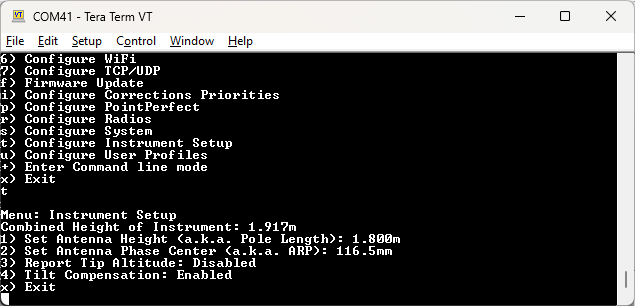 COM41 - Tera Term VT
File Edit Setup Control Window Help
6) Configure WiFi
7) Configure TCP/UDP
f) Firmware Update
i) Configure Corrections Priorities
p) Configure PointPerfect
r) Configure Radios
s) Configure System
t) Configure Instrument Setup
u) Configure User Profiles
+) Enter Command line mode
x) Exit
t
Menu: Instrument Setup
Combined Height of Instrument: 1.917m
1) Set Antenna Height (a.k.a. Pole Length): 1.800m
2) Set Antenna Phase Center (a.k.a. ARP): 116.5mm
3) Report Tip Altitude: Disabled
4) Tilt Compensation: Enabled
x) Exit